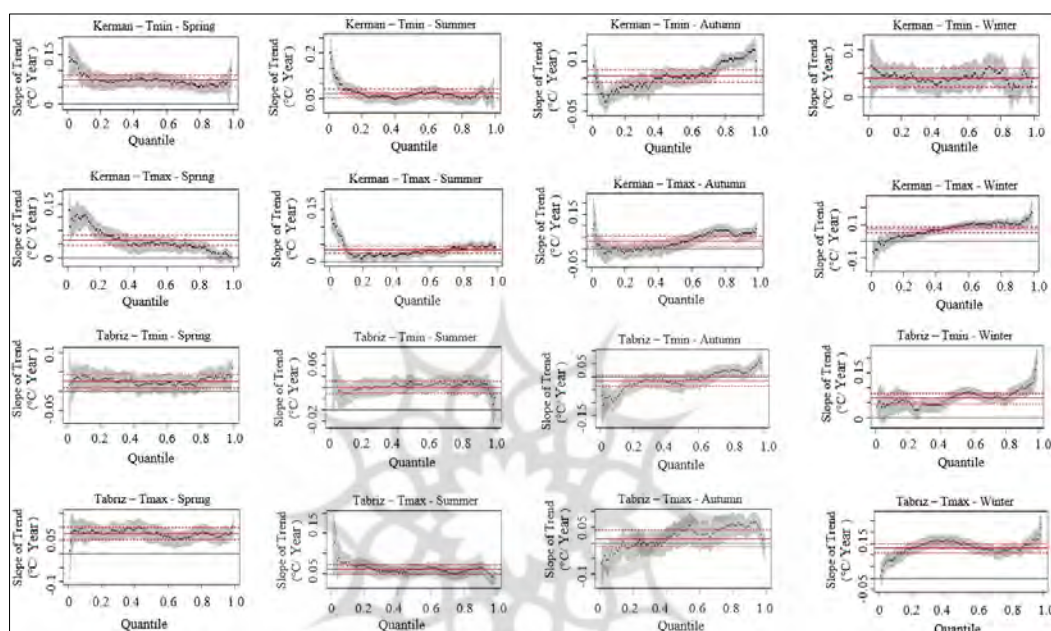 Kerman – Tmin - Spring
Slope of Trend
(°C/ Year)
0.15
0
0 0.2 0.4 0.6 0.8 1.0
Quantile
Kerman – Tmin - Summer
Slope of Trend
(°C/ Year)
0.2
0.05
0 0.2 0.4 0.6 0.8 1.0
Quantile
Kerman – Tmin - Autumn
Slope of Trend
(°C/ Year)
0.1
-0.05
0 0.2 0.4 0.6 0.8 1.0
Quantile
Kerman – Tmin - Winter
Slope of Trend
(°C/ Year)
0.1
0
0 0.2 0.4 0.6 0.8 1.0
Quantile
Kerman – Tmax - Spring
Slope of Trend
(°C/ Year)
0.15
0
0 0.2 0.4 0.6 0.8 1.0
Quantile
Kerman – Tmax - Summer
Slope of Trend
(°C/ Year)
0.15
0
0 0.2 0.4 0.6 0.8 1.0
Quantile
Kerman – Tmax - Autumn
Slope of Trend
(°C/ Year)
0.15
-0.05
0 0.2 0.4 0.6 0.8 1.0
Quantile
Kerman – Tmax - Winter
Slope of Trend
(°C/ Year)
0.1
-0.1
0 0.2 0.4 0.6 0.8 1.0
Quantile
Tabriz – Tmin - Spring
Slope of Trend
(°C/ Year)
0.1
-0.05
0 0.2 0.4 0.6 0.8 1.0
Quantile
Tabriz – Tmin - Summer
Slope of Trend
(°C/ Year)
0.06
-0.02
0 0.2 0.4 0.6 0.8 1.0
Quantile
Tabriz – Tmin - Autumn
Slope of Trend
(°C/ Year)
0.05
-0.15
0 0.2 0.4 0.6 0.8 1.0
Quantile
Tabriz – Tmin - Winter
Slope of Trend
(°C/ Year)
0.15
0
0 0.2 0.4 0.6 0.8 1.0
Quantile
Tabriz – Tmax - Spring
Slope of Trend
(°C/ Year)
0.05
-0.1
0 0.2 0.4 0.6 0.8 1.0
Quantile
Tabriz – Tmax - Summer
Slope of Trend
(°C/ Year)
0.15
0.05
0 0.2 0.4 0.6 0.8 1.0
Quantile
Tabriz – Tmax - Autumn
Slope of Trend
(°C/ Year)
0.05
-0.1
0 0.2 0.4 0.6 0.8 1.0
Quantile
Tabriz – Tmax - Winter
Slope of Trend
(°C/ Year)
0.15
-0.05
0 0.2 0.4 0.6 0.8 1.0
Quantile